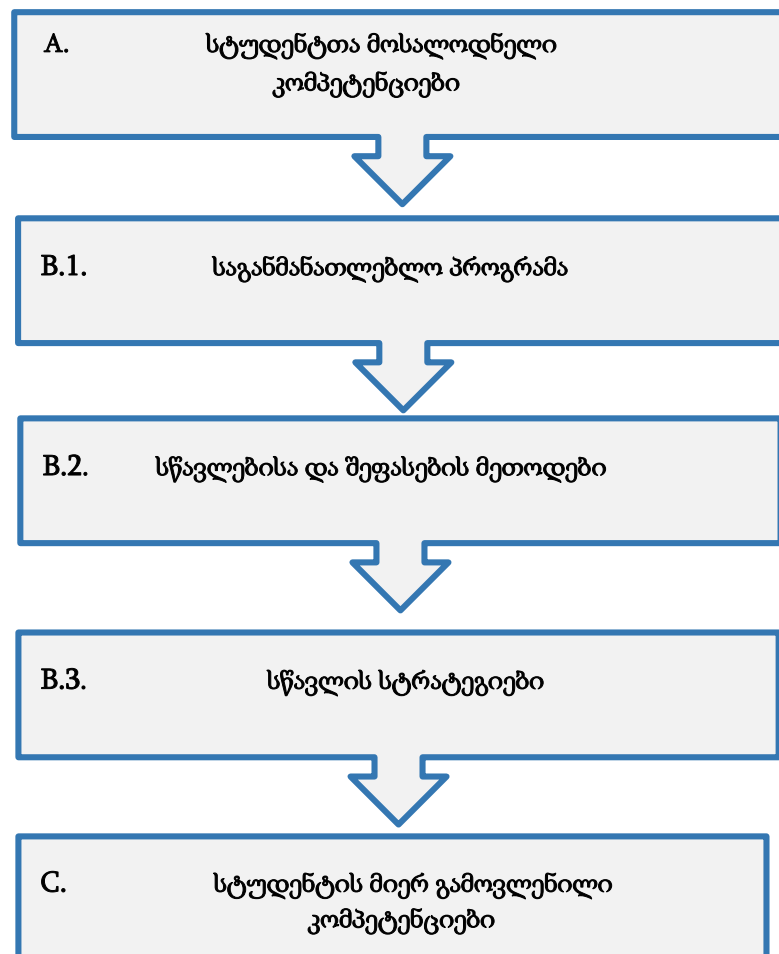 A. სტუდენტთა მოსალოდნელი
კომპეტენციები
B.1. საგანმანათლებლო პროგრამა
B.2. სწავლებისა და შეფასების მეთოდები
B.3. სწავლის სტრატეგიები
C. სტუდენტის მიერ გამოვლენილი
კომპეტენციები